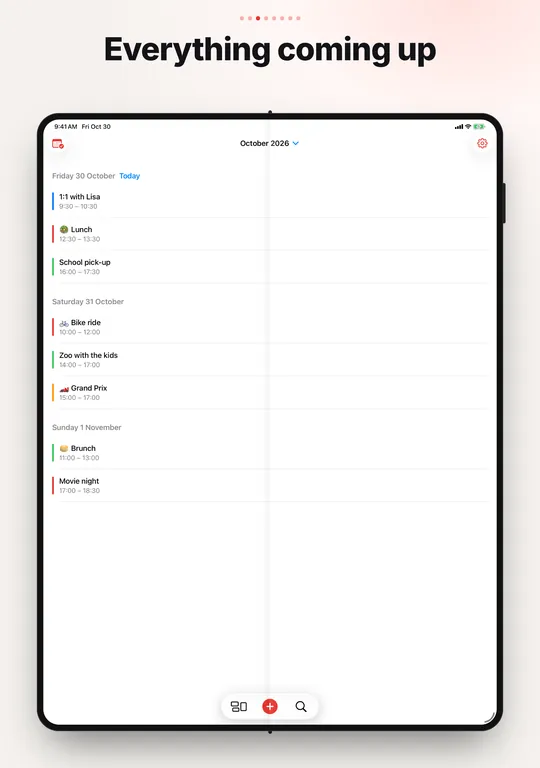 Everything coming up
9:41 AM Fri Oct 30
October 2026
Friday 30 October Today
1:1 with Lisa
9:30 – 10:30
🥗 Lunch
12:30 – 13:30
School pick-up
16:00 – 17:30
Saturday 31 October
🚲 Bike ride
10:00 – 12:00
Zoo with the kids
14:00 – 17:00
🏎️ Grand Prix
15:00 – 17:00
Sunday 1 November
🥪 Brunch
11:00 – 13:00
Movie night
17:00 – 18:30